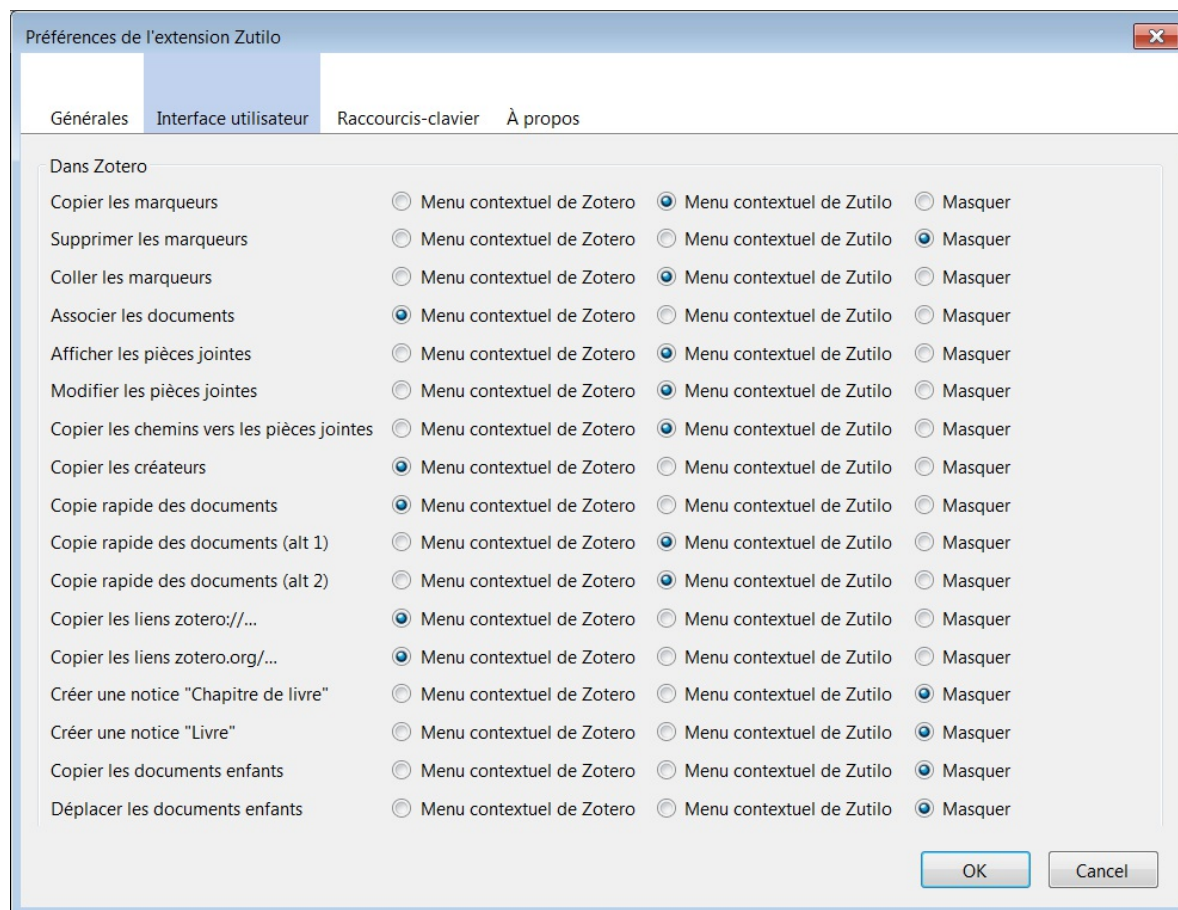 Préférences de l'extension Zutilo
Générales Interface utilisateur Raccourcis-clavier À propos
Dans Zotero
Copier les marqueurs Menu contextuel de Zotero Menu contextuel de Zutilo Masquer
Supprimer les marqueurs Menu contextuel de Zotero Menu contextuel de Zutilo Masquer
Coller les marqueurs Menu contextuel de Zotero Menu contextuel de Zutilo Masquer
Associer les documents Menu contextuel de Zotero Menu contextuel de Zutilo Masquer
Afficher les pièces jointes Menu contextuel de Zotero Menu contextuel de Zutilo Masquer
Modifier les pièces jointes Menu contextuel de Zotero Menu contextuel de Zutilo Masquer
Copier les chemins vers les pièces jointes Menu contextuel de Zotero Menu contextuel de Zutilo Masquer
Copier les créateurs Menu contextuel de Zotero Menu contextuel de Zutilo Masquer
Copie rapide des documents Menu contextuel de Zotero Menu contextuel de Zutilo Masquer
Copie rapide des documents (alt 1) Menu contextuel de Zotero Menu contextuel de Zutilo Masquer
Copie rapide des documents (alt 2) Menu contextuel de Zotero Menu contextuel de Zutilo Masquer
Copier les liens zotero://... Menu contextuel de Zotero Menu contextuel de Zutilo Masquer
Copier les liens zotero.org/... Menu contextuel de Zotero Menu contextuel de Zutilo Masquer
Créer une notice "Chapitre de livre" Menu contextuel de Zotero Menu contextuel de Zutilo Masquer
Créer une notice "Livre" Menu contextuel de Zotero Menu contextuel de Zutilo Masquer
Copier les documents enfants Menu contextuel de Zotero Menu contextuel de Zutilo Masquer
Déplacer les documents enfants Menu contextuel de Zotero Menu contextuel de Zutilo Masquer
OK Cancel